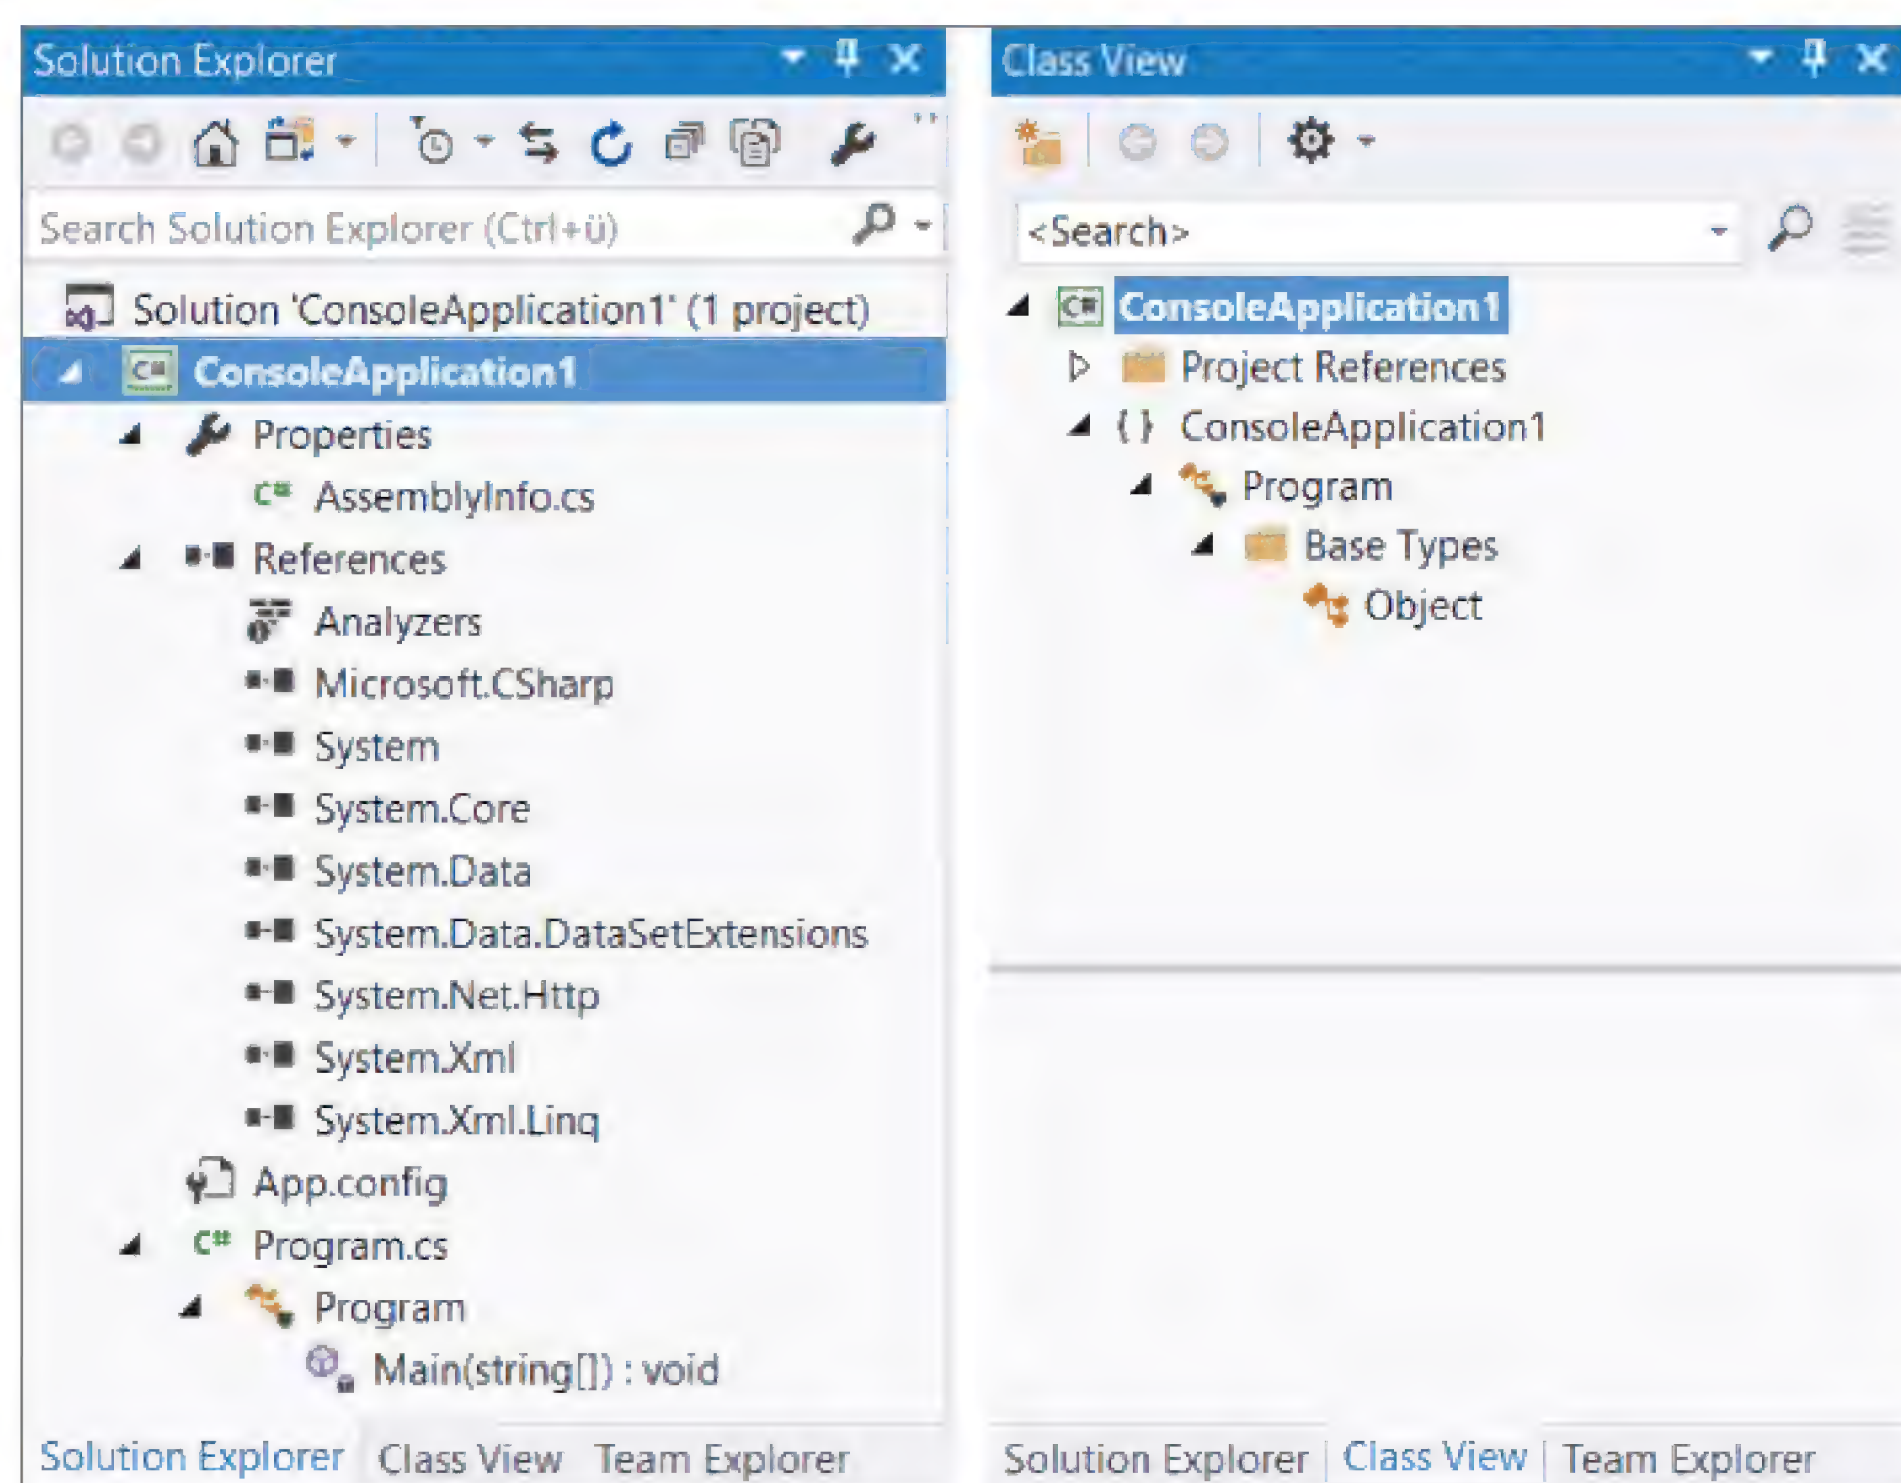 Solution Explorer
Search Solution Explorer (Ctrl+ü)
Solution 'ConsoleApplication1' (1 project)
C# ConsoleApplication1
Properties
C# AssemblyInfo.cs
References
Analyzers
Microsoft.CSharp
System
System.Core
System.Data
System.Data.DataSetExtensions
System.Net.Http
System.Xml
System.Xml.Linq
App.config
C# Program.cs
Program
Main(string[]) : void
Solution Explorer Class View Team Explorer
Class View
<Search>
C# ConsoleApplication1
Project References
{ } ConsoleApplication1
Program
Base Types
Object
Solution Explorer Class View Team Explorer